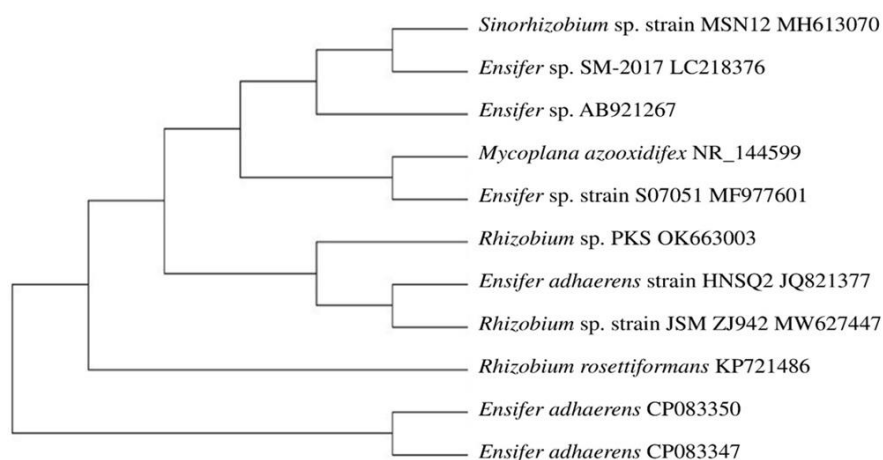 Sinorhizobium sp. strain MSN12 MH613070
Ensifer sp. SM-2017 LC218376
Ensifer sp. AB921267
Mycoplana azooxidifex NR_144599
Ensifer sp. strain S07051 MF977601
Rhizobium sp. PKS OK663003
Ensifer adhaerens strain HNSQ2 JQ821377
Rhizobium sp. strain JSM ZJ942 MW627447
Rhizobium rosettiformans KP721486
Ensifer adhaerens CP083350
Ensifer adhaerens CP083347